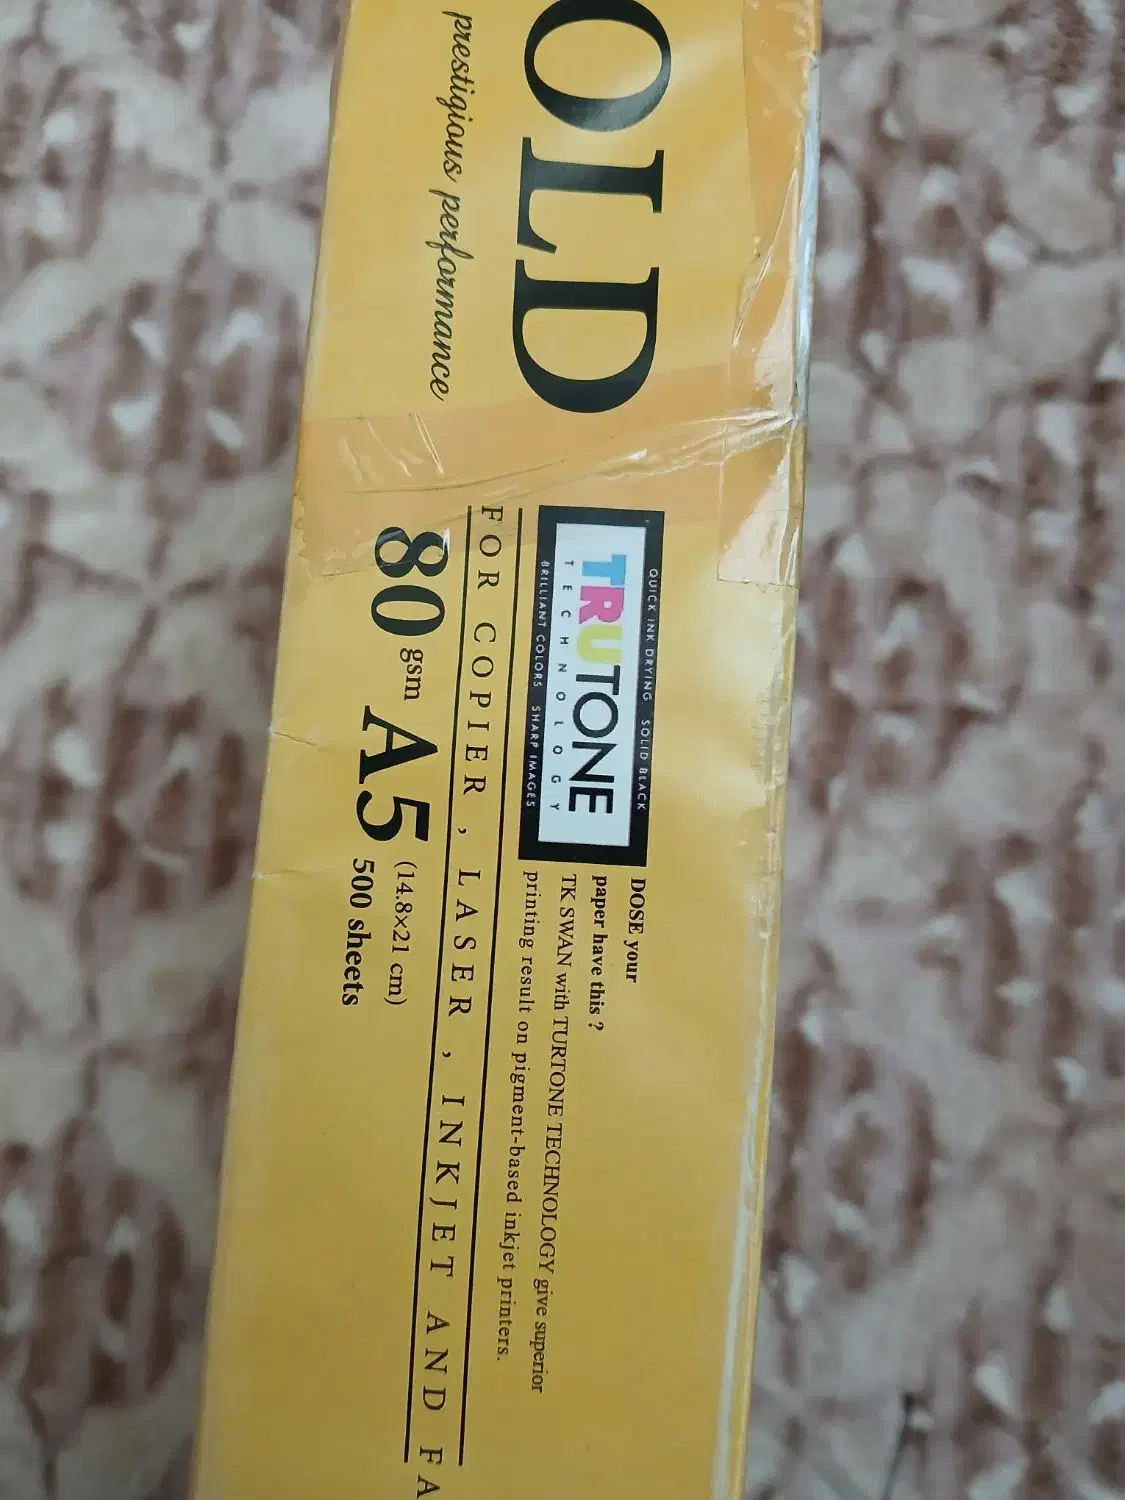 OLD
prestigious performance
QUICK INK DRYING SOLID BLACK
TRUTONE
TECHNOLOGY
BRILLIANT COLORS SHARP IMAGES
DOSE your
paper have this ?
TK SWAN with TURTONE TECHNOLOGY give superior
printing result on pigment-based inkjet printers.
FOR COPIER , LASER , INKJET AND FA
80 gsm A5 (14.8×21 cm)
500 sheets